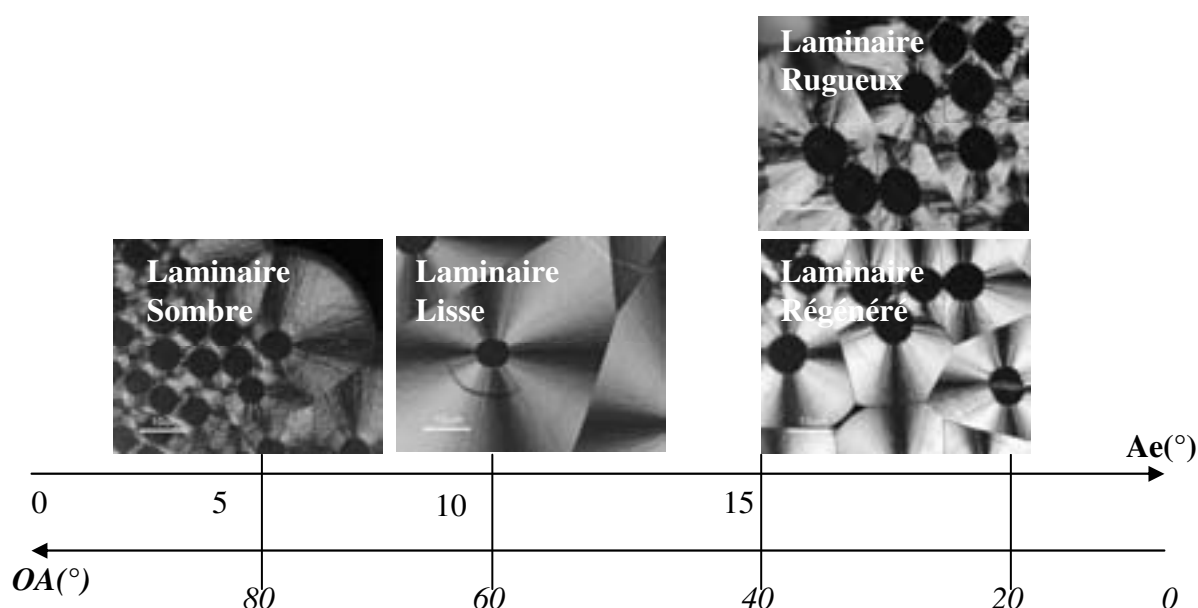 Laminaire
Rugueux
Laminaire
Sombre
Laminaire
Lisse
Laminaire
Régénéré
Ae(°)
0 5 10 15
OA(°)
80 60 40 20 0